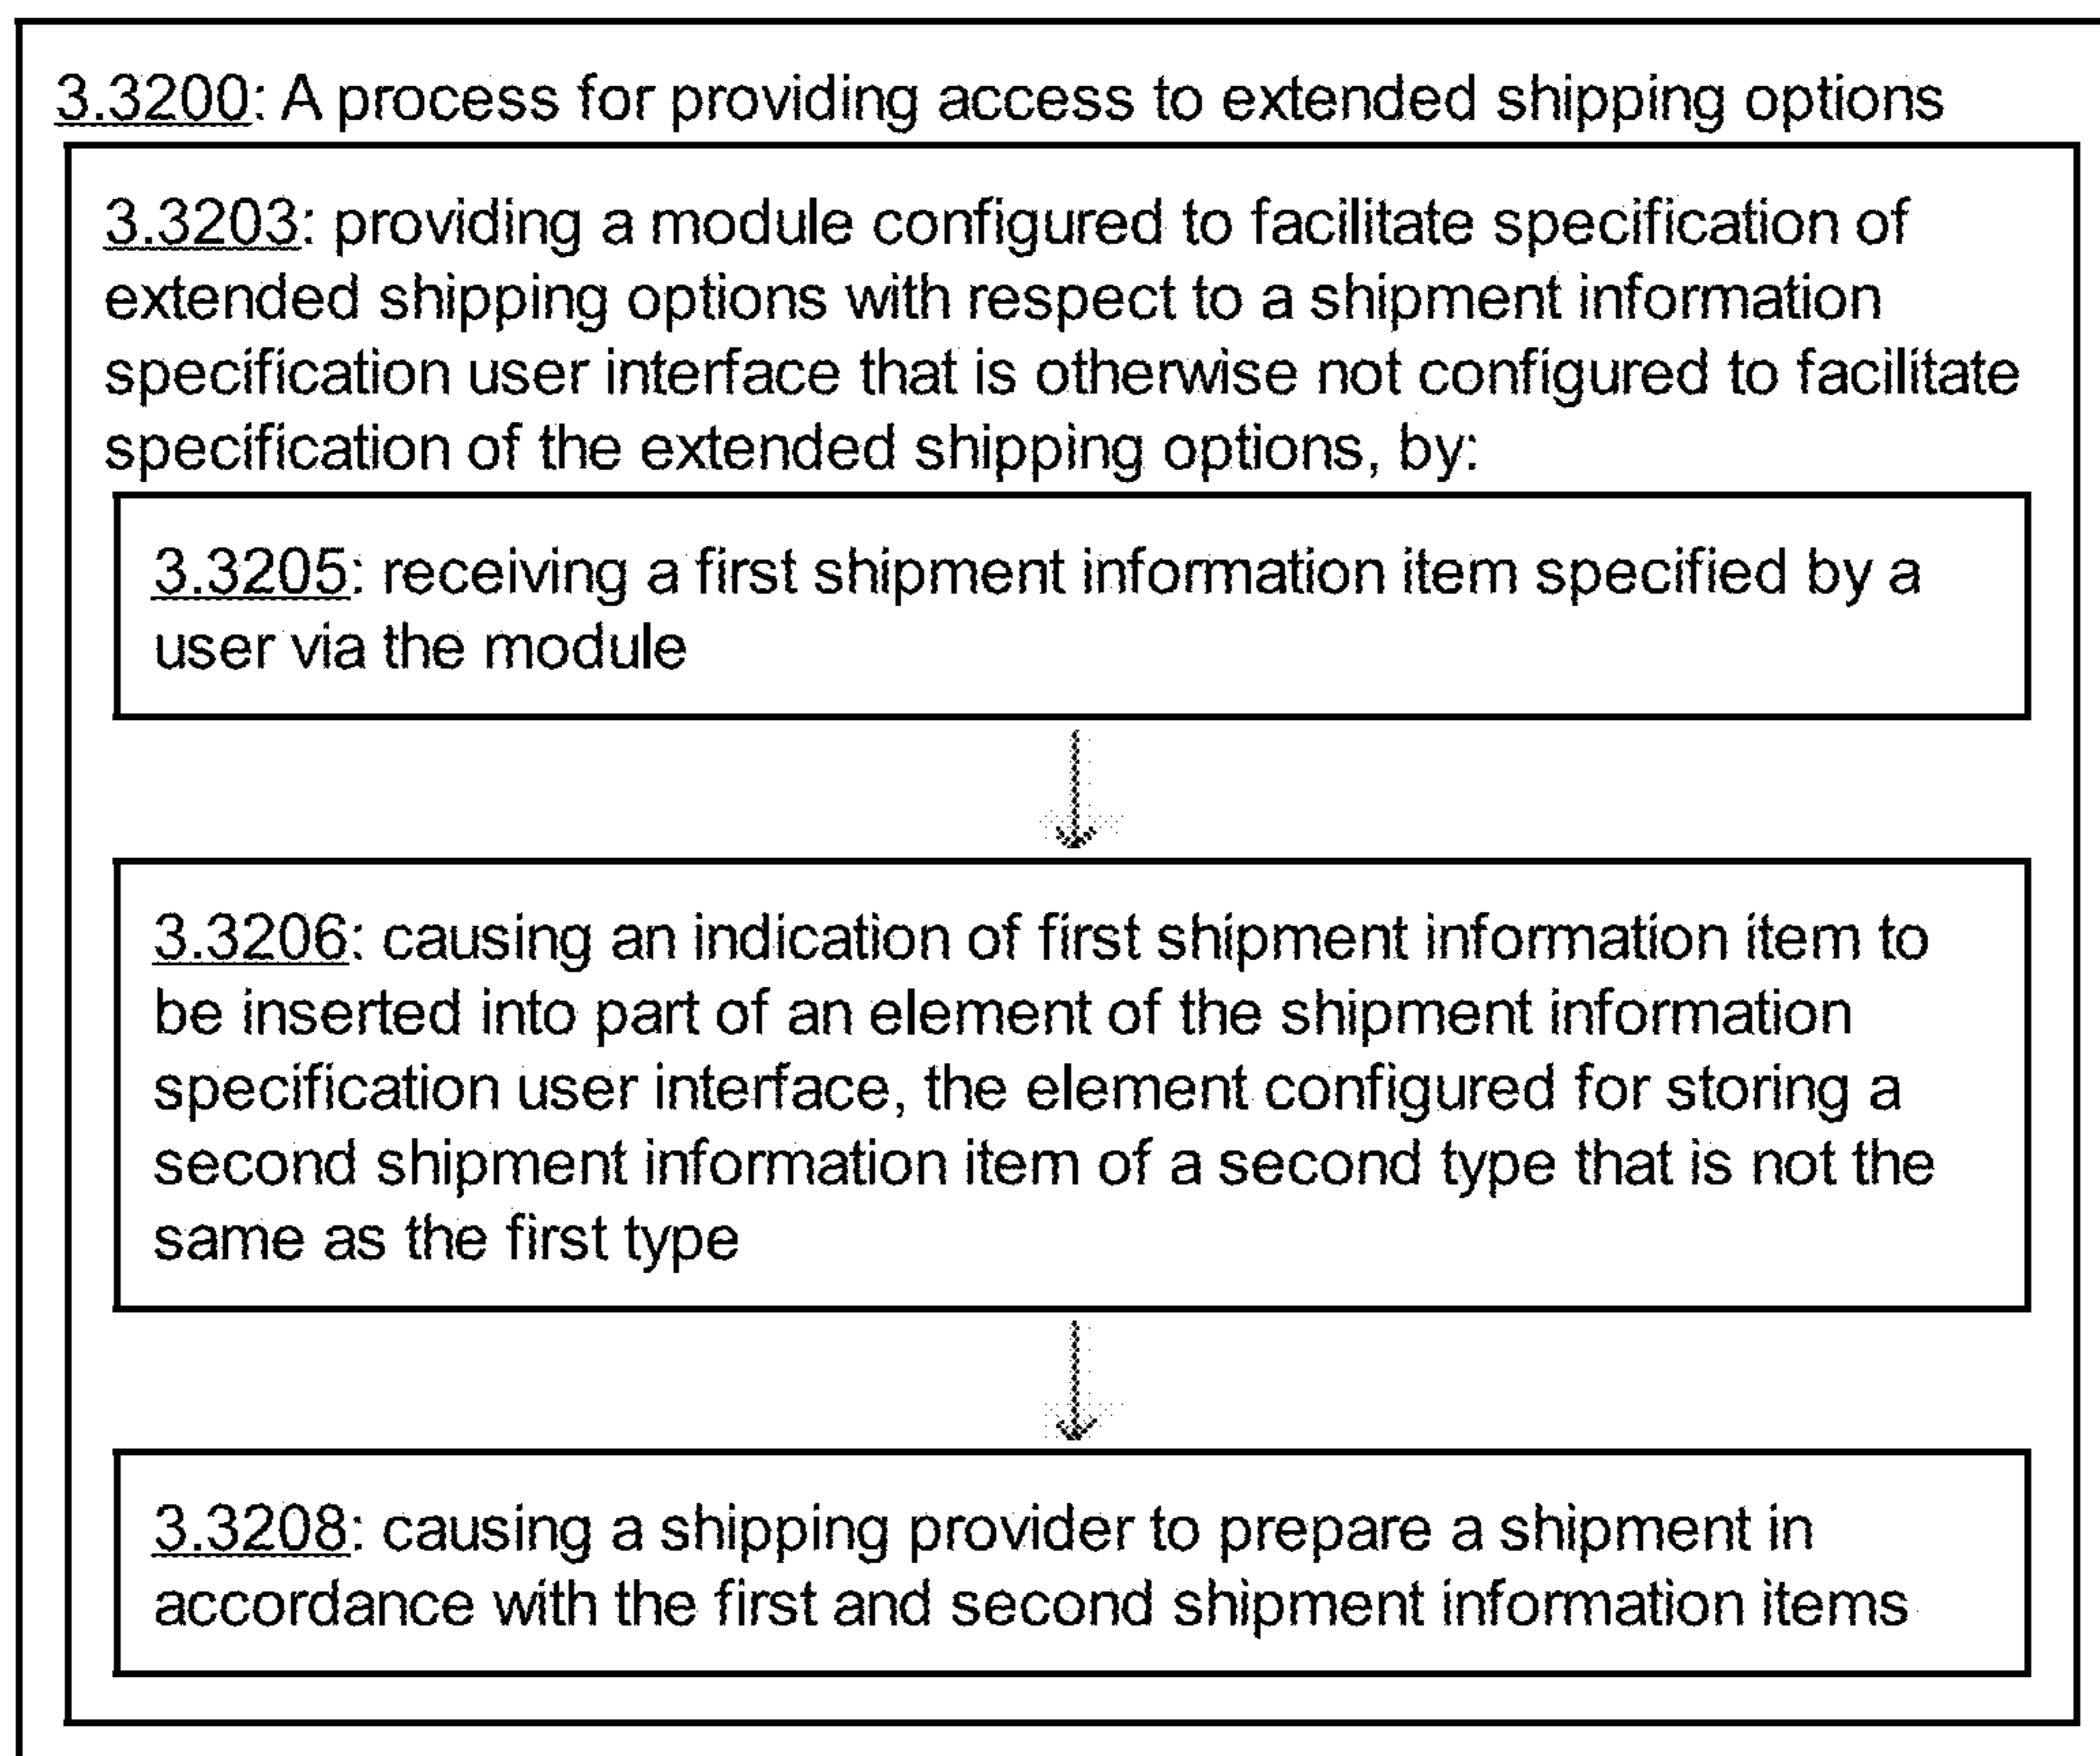 3.3200: A process for providing access to extended shipping options
3.3203: providing a module configured to facilitate specification of
extended shipping options with respect to a shipment information
specification user interface that is otherwise not configured to facilitate
specification of the extended shipping options, by:
3.3205: receiving a first shipment information item specified by a
user via the module
3.3206: causing an indication of first shipment information item to
be inserted into part of an element of the shipment information
specification user interface, the element configured for storing a
second shipment information item of a second type that is not the
same as the first type
3.3208: causing a shipping provider to prepare a shipment in
accordance with the first and second shipment information items